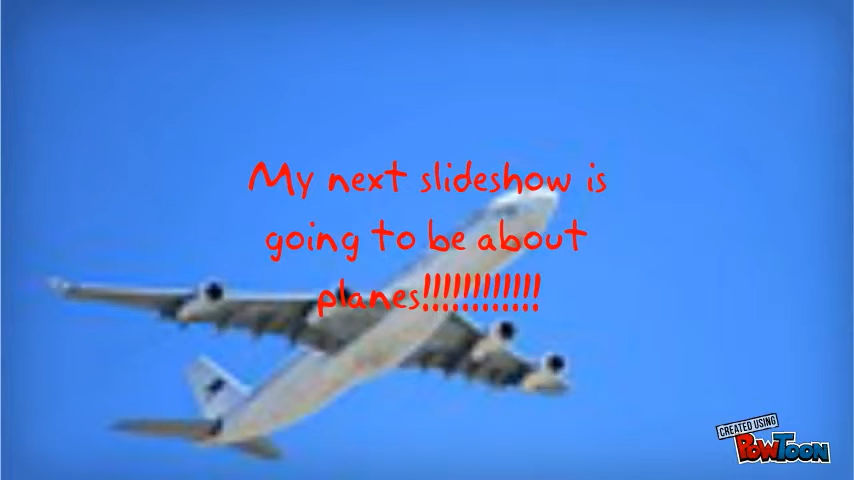 My next slideshow is
going to be about
planes!!!!!!!!!!!!
CREATED USING
POWTOON